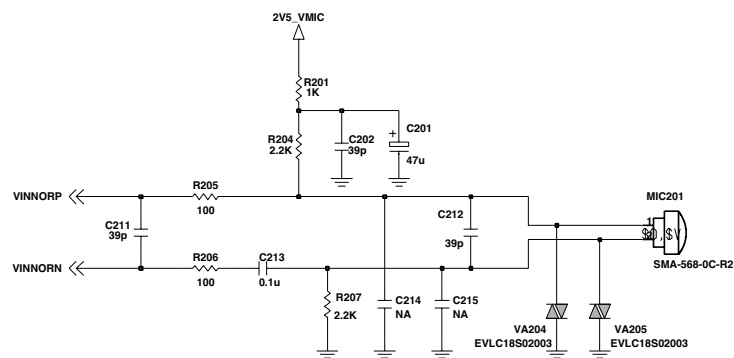 2V5_VMIC
R201
1K
R204
2.2K
C202
39p
C201
+
47u
VINNORP
R205
100
MIC201
C211
39p
C212
39p
1
SMA-568-0C-R2
VINNORN
R206
100
C213
0.1u
R207
2.2K
C214
NA
C215
NA
VA204
EVLC18S02003
VA205
EVLC18S02003